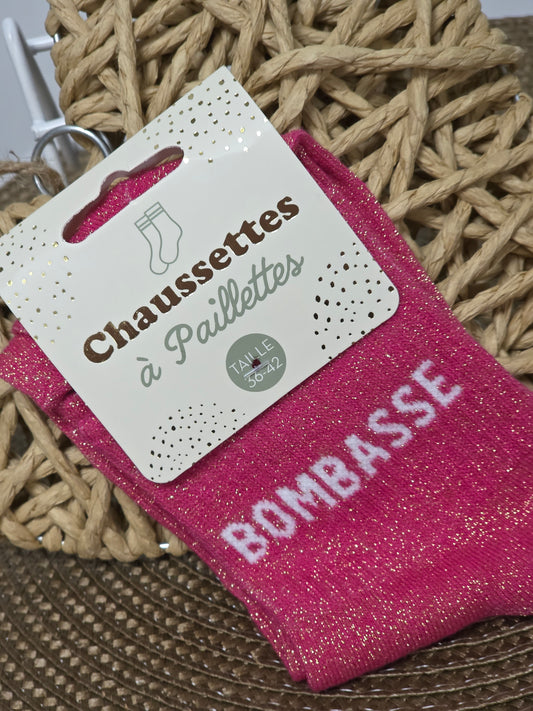 Chaussettes
à Paillettes
TAILLE
36-42
BOMBASSE